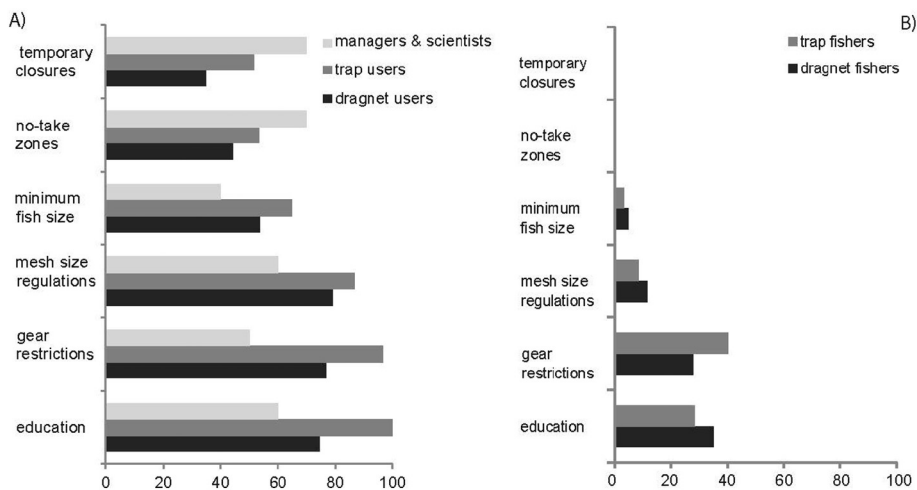 A)
temporary
closures
no-take
zones
minimum
fish size
mesh size
regulations
gear
restrictions
education
managers & scientists
trap users
dragnet users
0 20 40 60 80 100
B)
temporary
closures
no-take
zones
minimum
fish size
mesh size
regulations
gear
restrictions
education
trap fishers
dragnet fishers
0 20 40 60 80 100